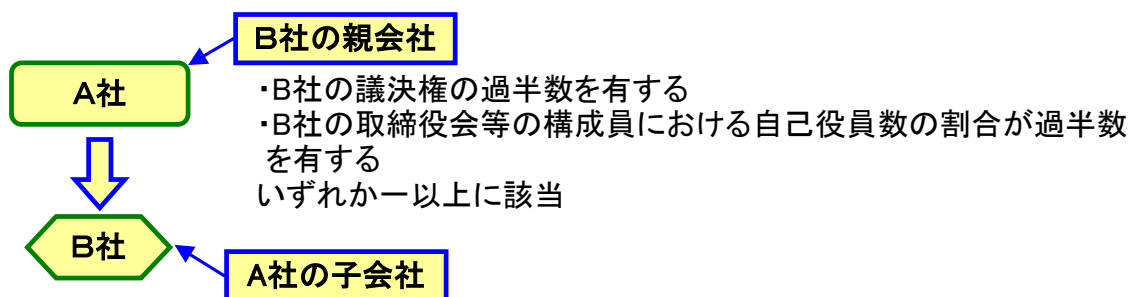 B社の親会社
A社
・B社の議決権の過半数を有する
・B社の取締役会等の構成員における自己役員数の割合が過半数
を有する
いずれか一以上に該当
B社
A社の子会社